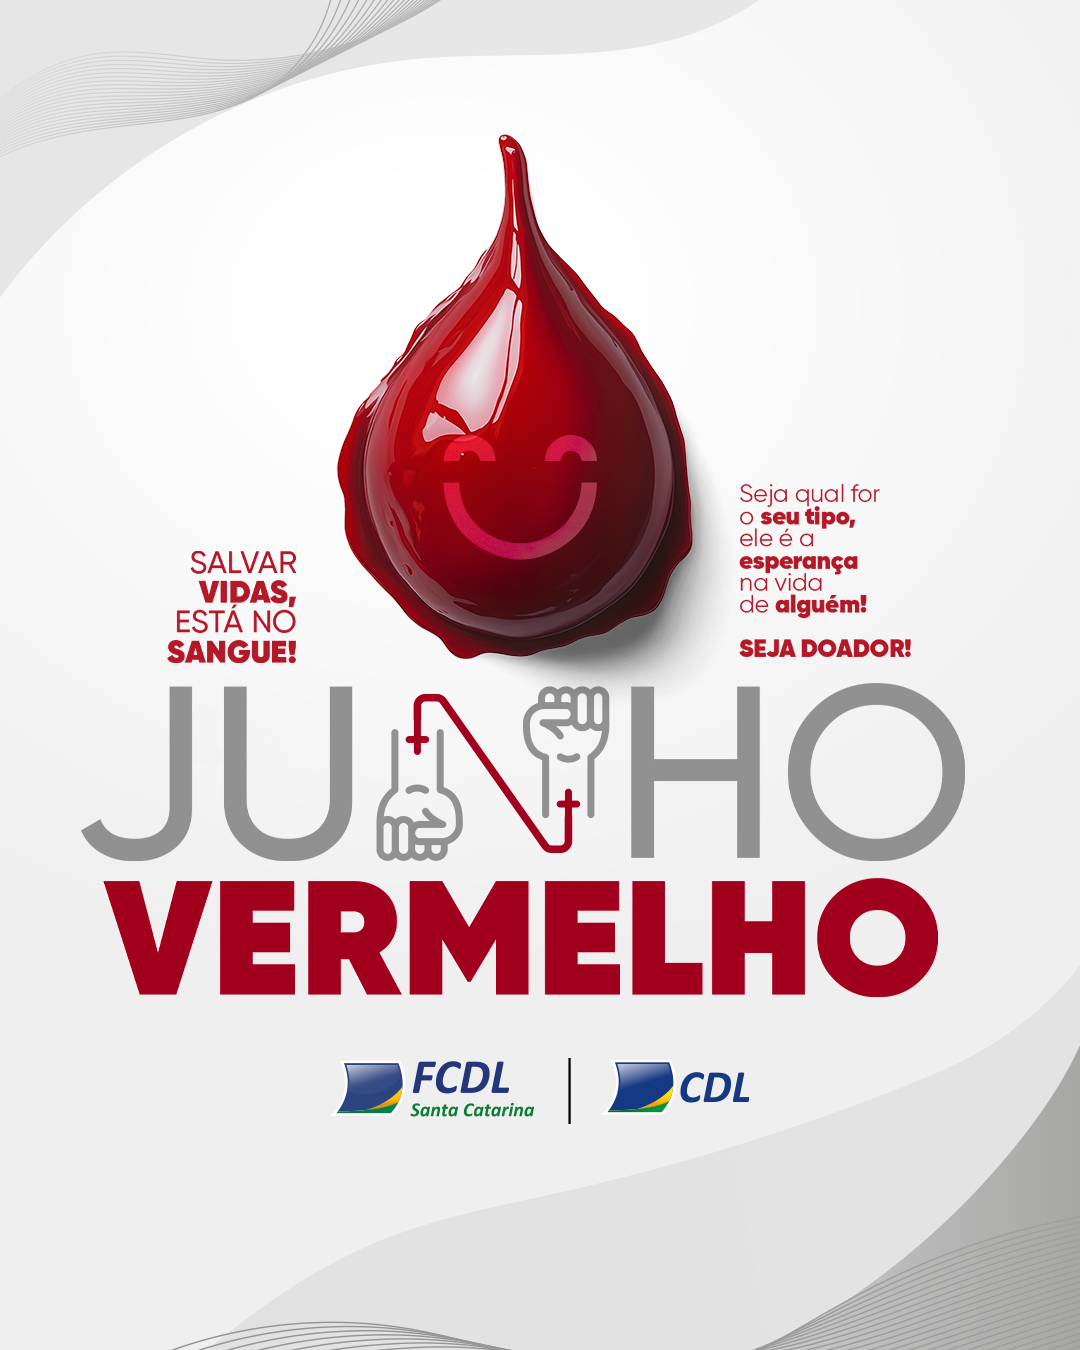 SALVAR
VIDAS,
ESTÁ NO
SANGUE!
Seja qual for
o seu tipo,
ele é a
esperança
na vida
de alguém!
SEJA DOADOR!
JUNHO
VERMELHO
FCDL
Santa Catarina
CDL